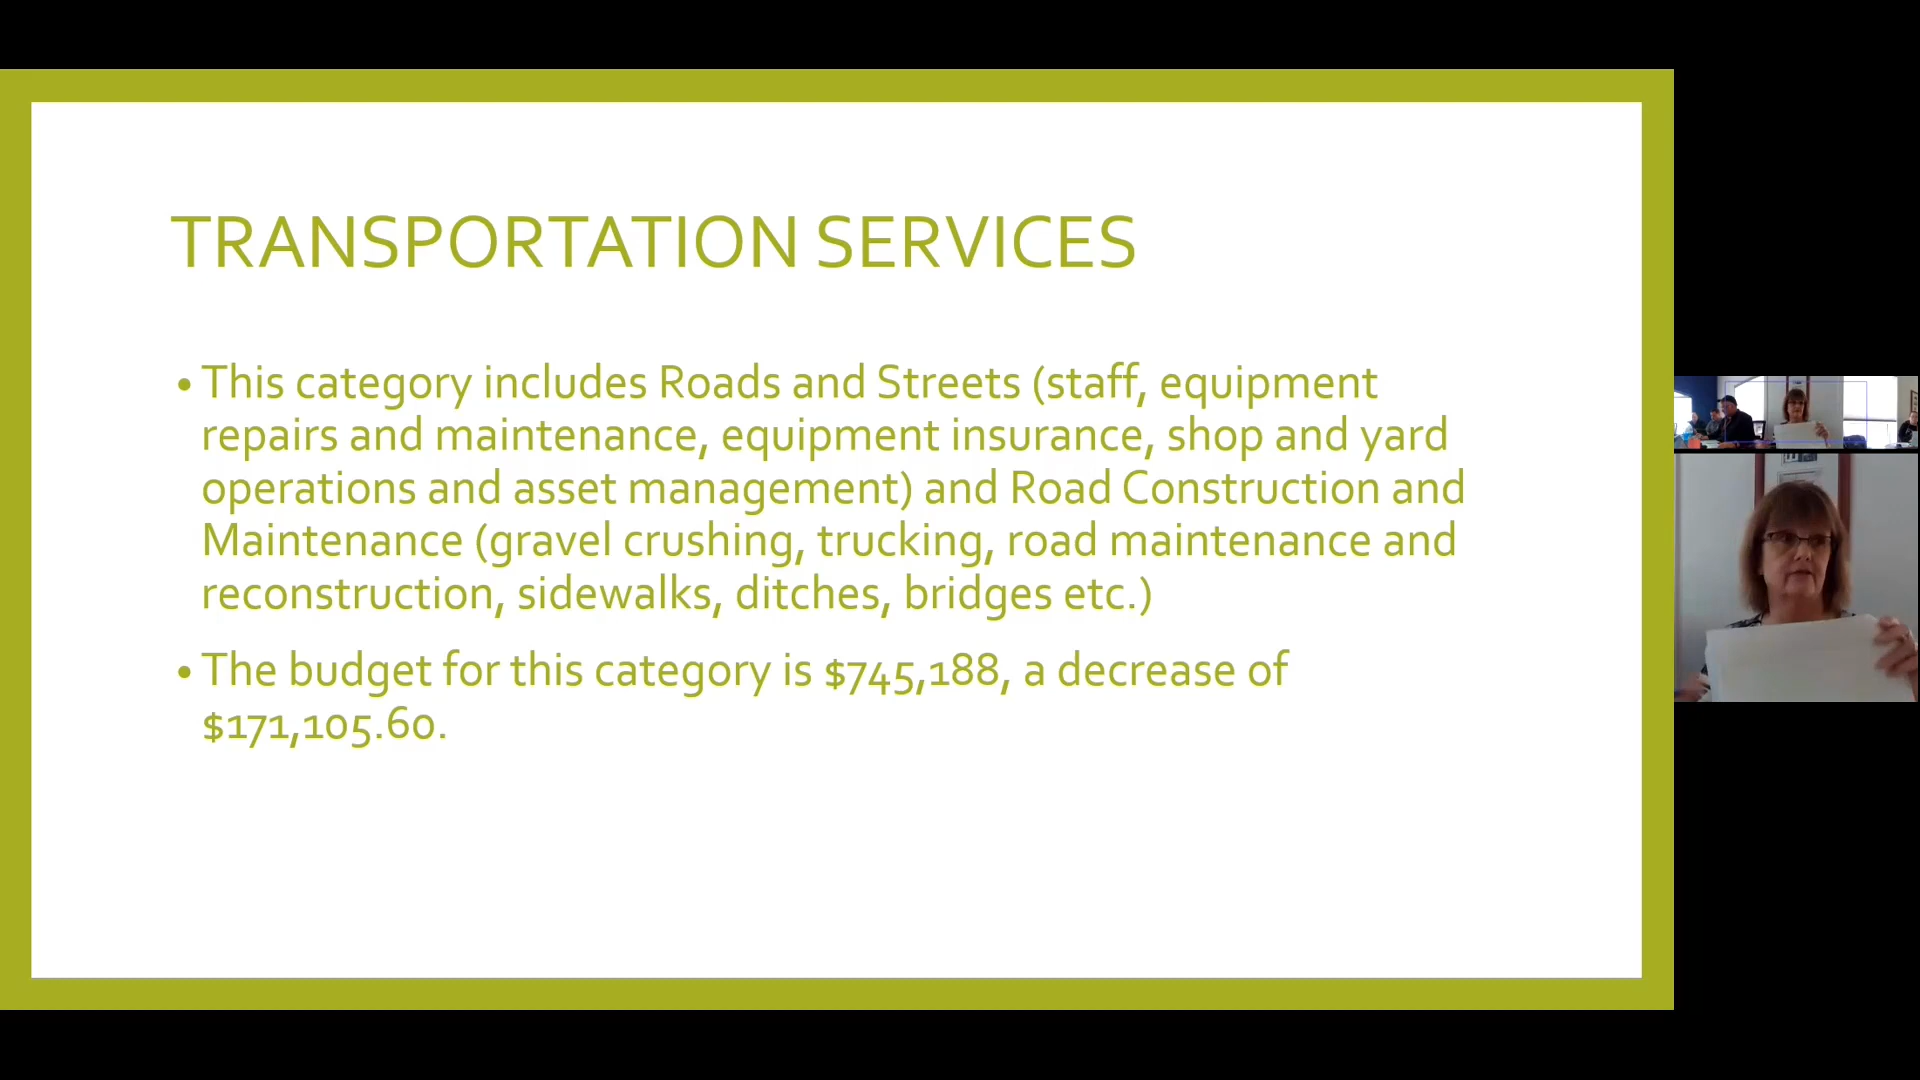 TRANSPORTATION SERVICES
• This category includes Roads and Streets (staff, equipment
repairs and maintenance, equipment insurance, shop and yard
operations and asset management) and Road Construction and
Maintenance (gravel crushing, trucking, road maintenance and
reconstruction, sidewalks, ditches, bridges etc.)
• The budget for this category is $745,188, a decrease of
$171,105.60.